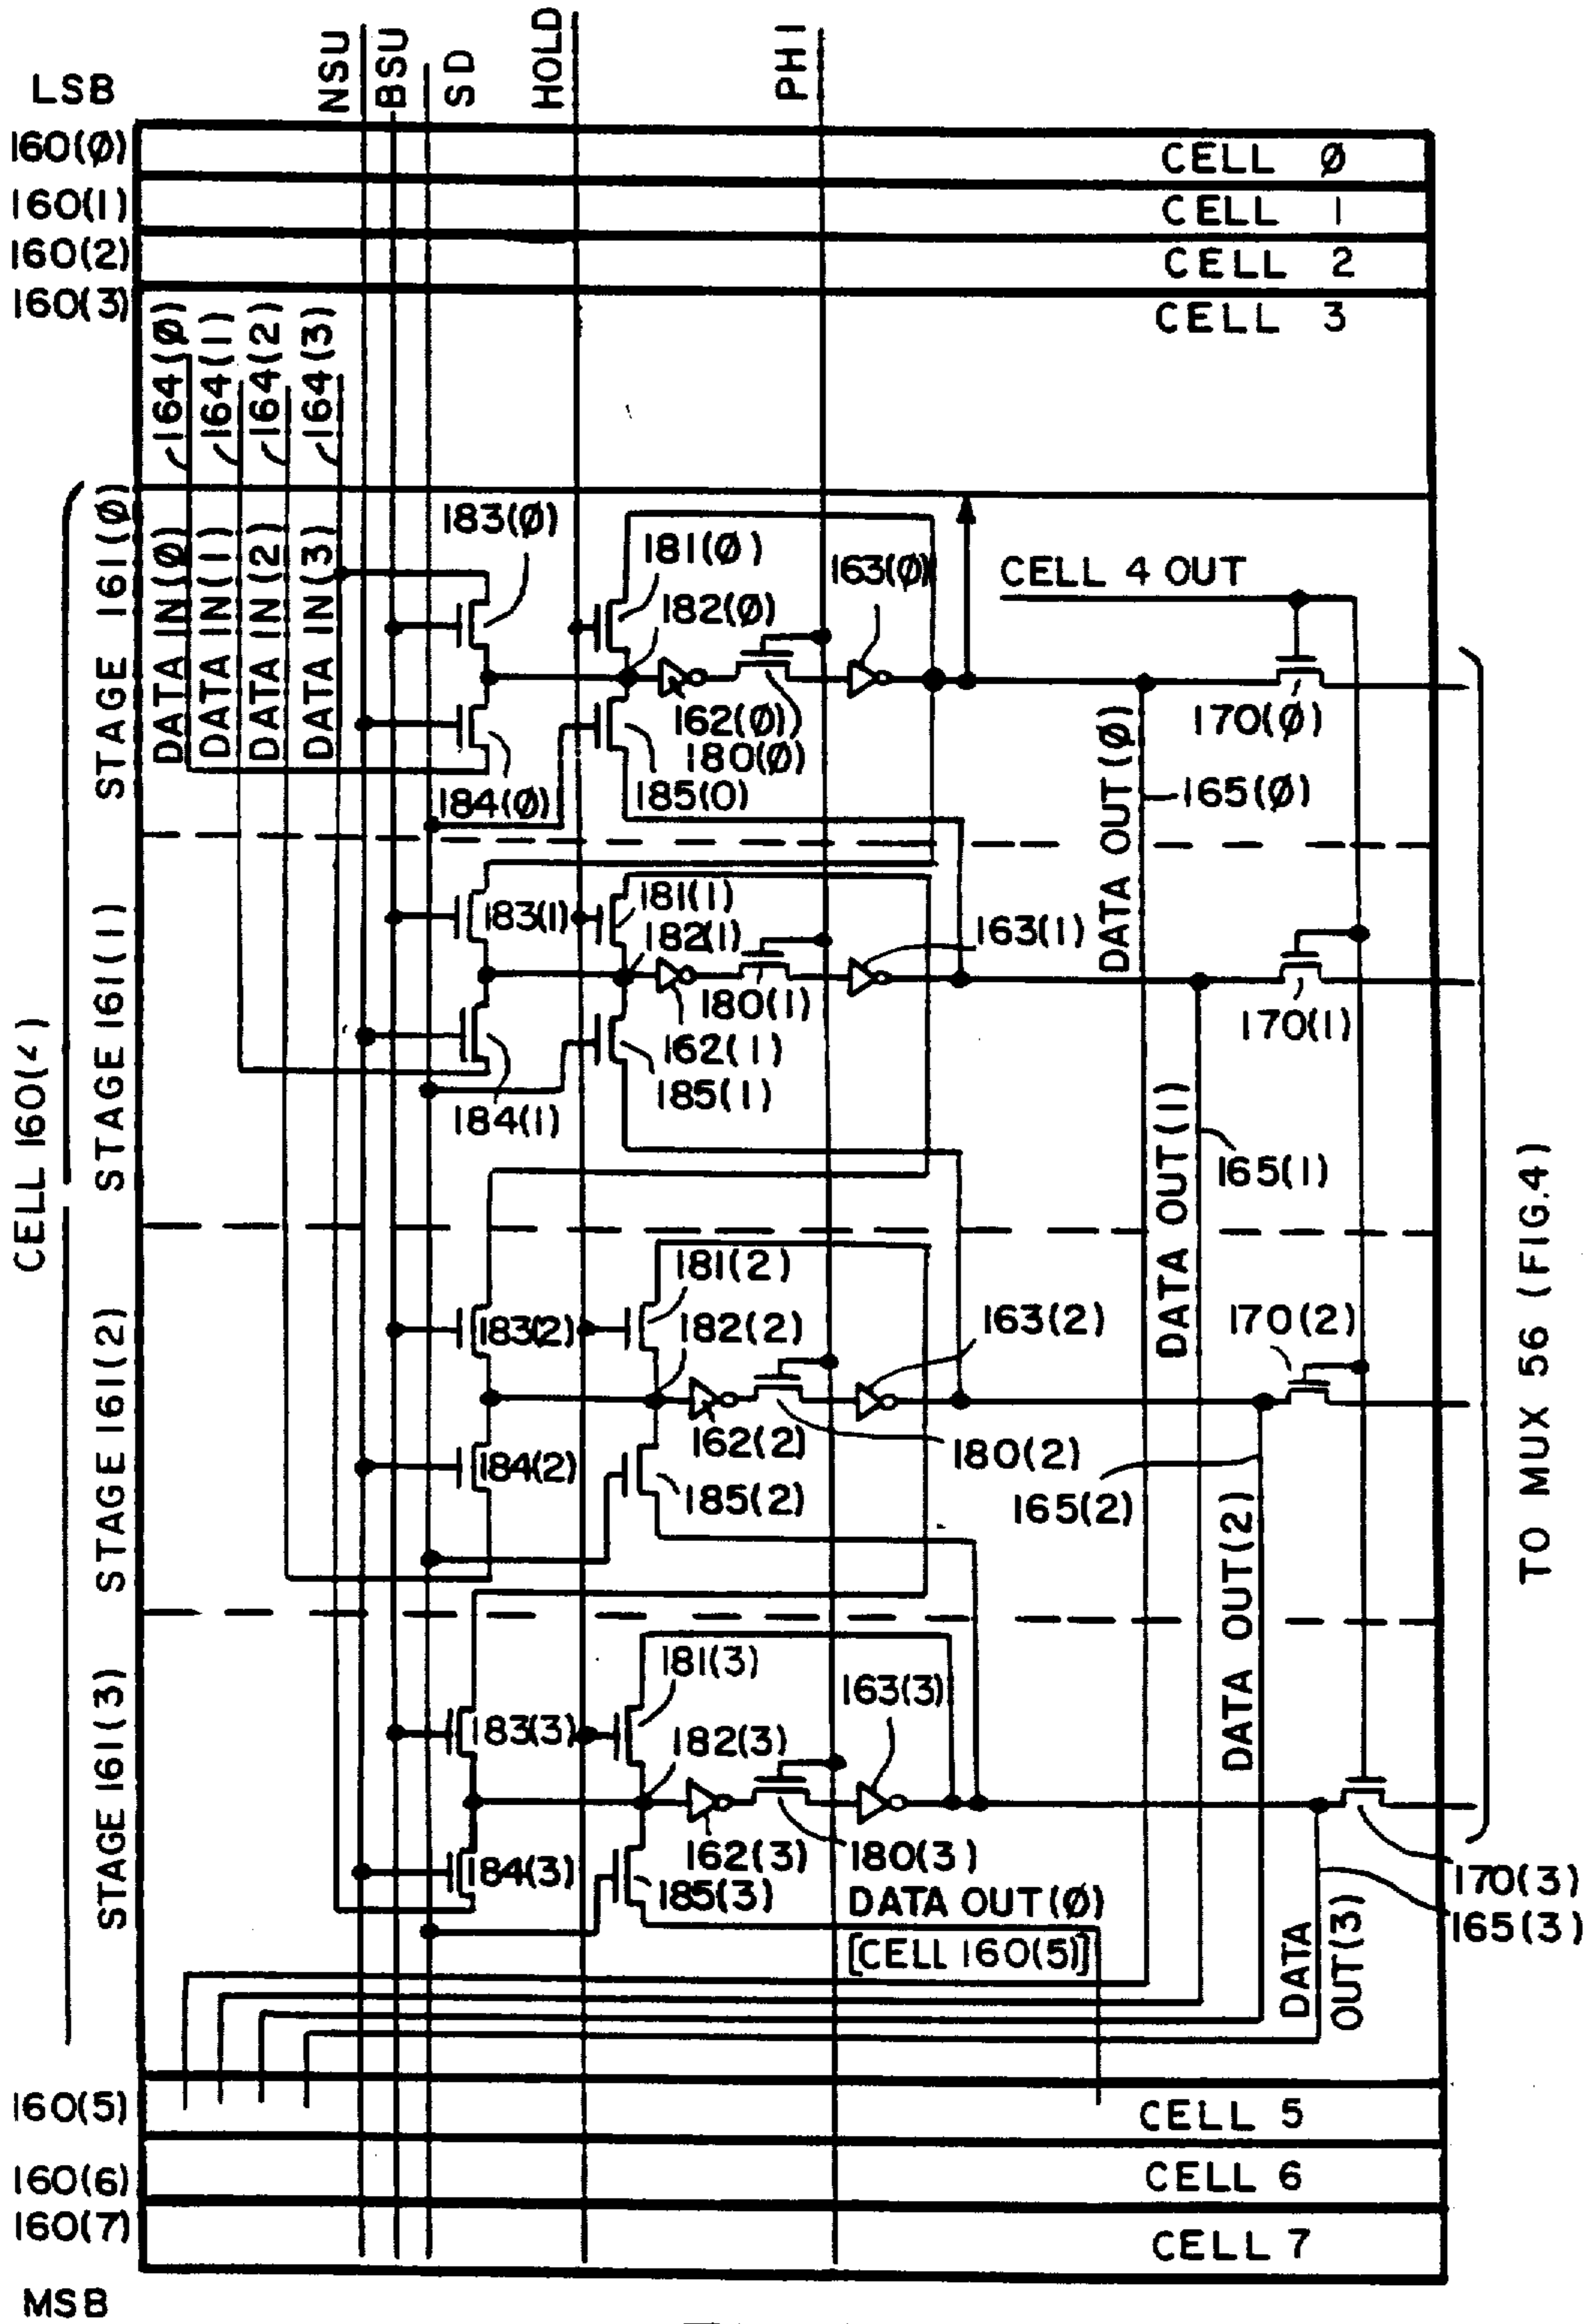 LSB
NSU
BSU
SD
HOLD
PHI
160(Ø)
CELL Ø
160(1)
CELL 1
160(2)
CELL 2
160(3)
CELL 3
164(Ø)
164(1)
164(2)
164(3)
CELL 160(4)
STAGE 161(Ø)
DATA IN(Ø)
DATA IN(1)
DATA IN(2)
DATA IN(3)
183(Ø)
181(Ø)
182(Ø)
163(Ø)
CELL 4 OUT
162(Ø)
180(Ø)
170(Ø)
184(Ø)
185(0)
DATA OUT(Ø)
165(Ø)
STAGE 161(1)
183(1)
181(1)
182(1)
163(1)
180(1)
162(1)
170(1)
184(1)
185(1)
DATA OUT(1)
165(1)
TO MUX 56 (FIG.4)
STAGE 161(2)
181(2)
183(2)
182(2)
163(2)
170(2)
162(2)
180(2)
184(2)
185(2)
165(2)
DATA OUT(2)
STAGE 161(3)
181(3)
183(3)
182(3)
163(3)
162(3)
180(3)
184(3)
185(3)
170(3)
165(3)
DATA OUT(Ø)
[CELL 160(5)]
DATA
OUT(3)
160(5)
CELL 5
160(6)
CELL 6
160(7)
CELL 7
MSB